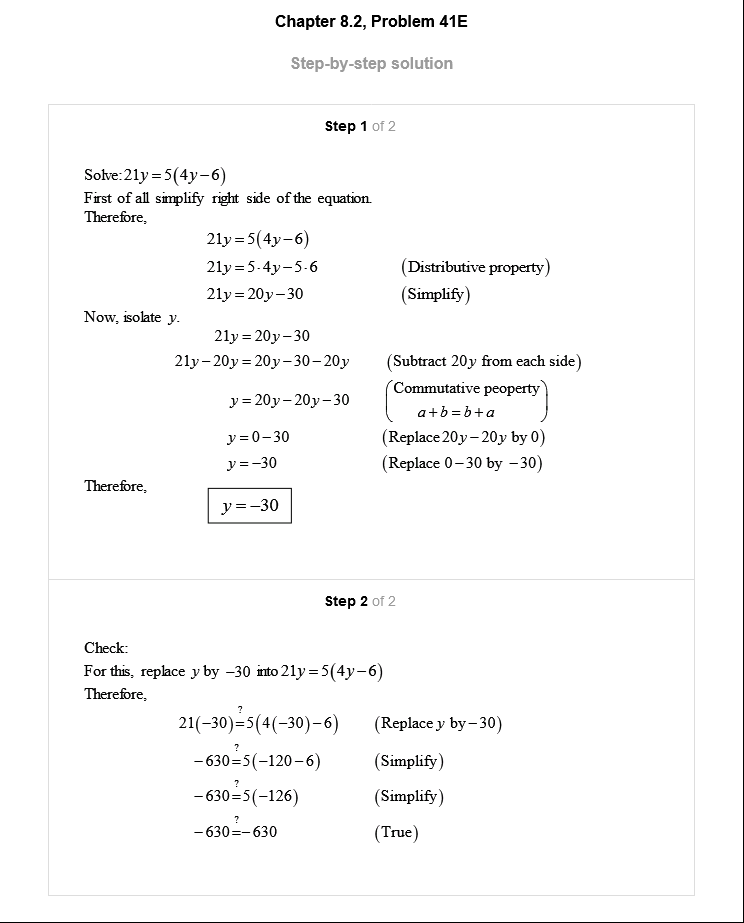 Chapter 8.2, Problem 41E
Step-by-step solution
Step 1 of 2
Solve: 21y = 5(4y − 6)
First of all simplify right side of the equation.
Therefore,
21y = 5(4y − 6)
21y = 5·4y − 5·6 (Distributive property)
21y = 20y − 30 (Simplify)
Now, isolate y.
21y = 20y − 30
21y − 20y = 20y − 30 − 20y (Subtract 20y from each side)
y = 20y − 20y − 30 (Commutative peoperty
a + b = b + a)
y = 0 − 30 (Replace 20y − 20y by 0)
y = −30 (Replace 0 − 30 by −30)
Therefore,
y = −30
Step 2 of 2
Check:
For this, replace y by −30 into 21y = 5(4y − 6)
Therefore,
21(−30) ≟ 5(4(−30) − 6) (Replace y by −30)
−630 ≟ 5(−120 − 6) (Simplify)
−630 ≟ 5(−126) (Simplify)
−630 ≟ −630 (True)